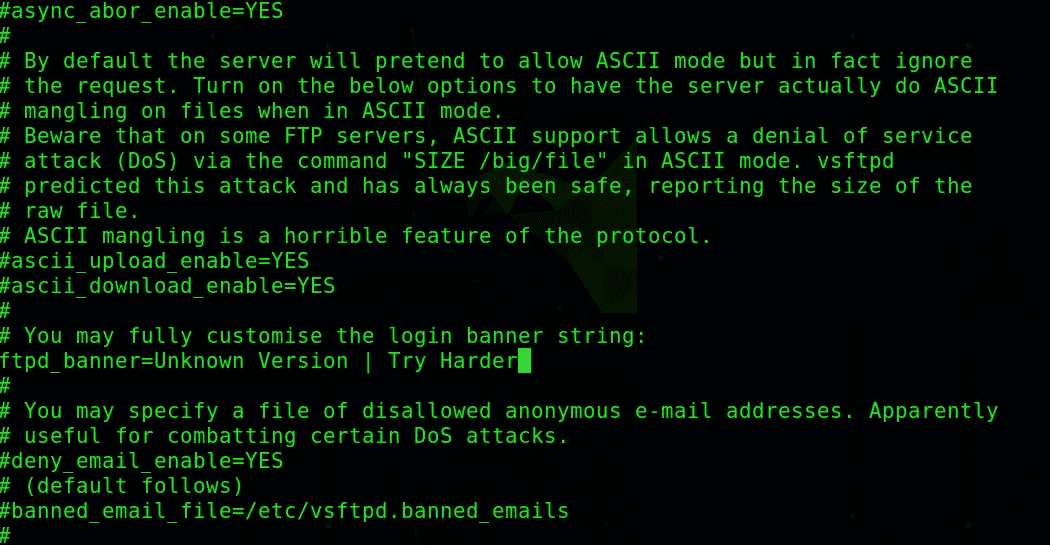 #async_abor_enable=YES
#
# By default the server will pretend to allow ASCII mode but in fact ignore
# the request. Turn on the below options to have the server actually do ASCII
# mangling on files when in ASCII mode.
# Beware that on some FTP servers, ASCII support allows a denial of service
# attack (DoS) via the command "SIZE /big/file" in ASCII mode. vsftpd
# predicted this attack and has always been safe, reporting the size of the
# raw file.
# ASCII mangling is a horrible feature of the protocol.
#ascii_upload_enable=YES
#ascii_download_enable=YES
#
# You may fully customise the login banner string:
ftpd_banner=Unknown Version | Try Harder
#
# You may specify a file of disallowed anonymous e-mail addresses. Apparently
# useful for combatting certain DoS attacks.
#deny_email_enable=YES
# (default follows)
#banned_email_file=/etc/vsftpd.banned_emails
#